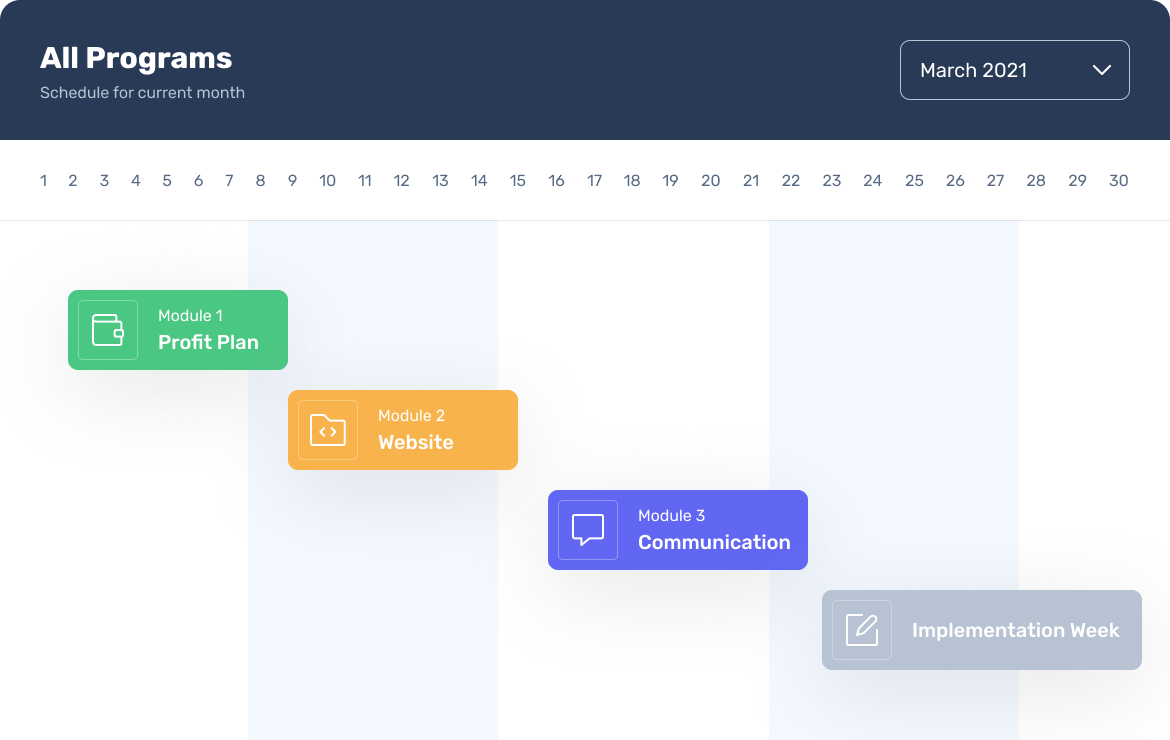 All Programs
Schedule for current month
March 2021
1 2 3 4 5 6 7 8 9 10 11 12 13 14 15 16 17 18 19 20 21 22 23 24 25 26 27 28 29 30
Module 1
Profit Plan
Module 2
Website
Module 3
Communication
Implementation Week